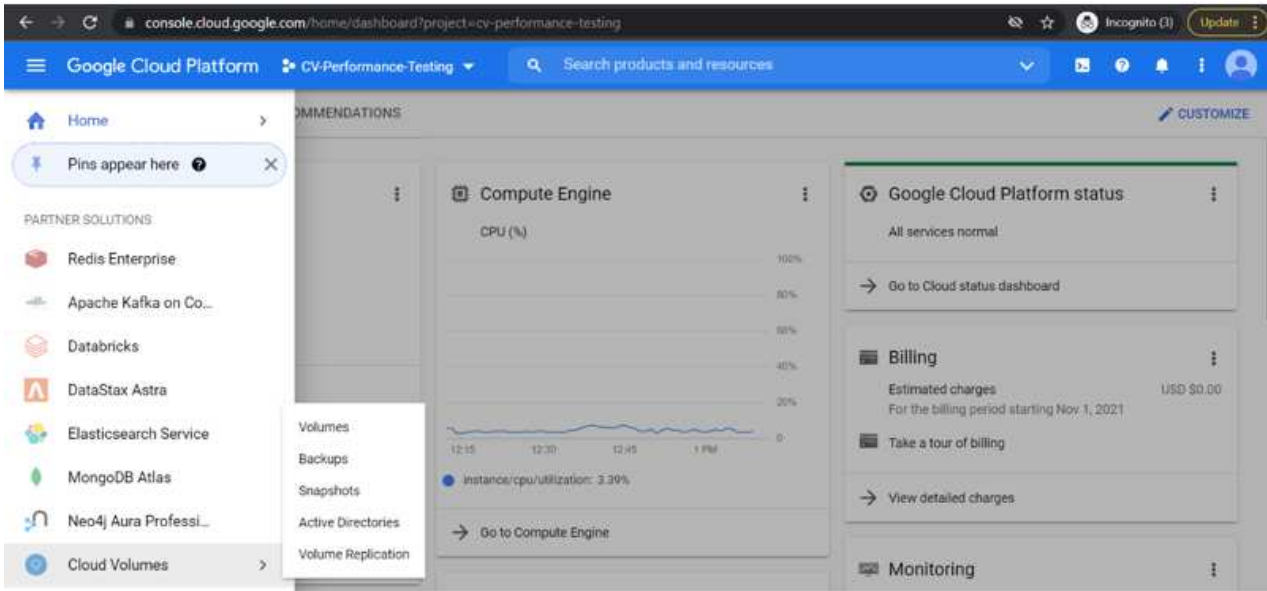 console.cloud.google.com/home/dashboard?project=cv-performance-testing
Incognito (3)
Update
Google Cloud Platform
CV-Performance-Testing
Search products and resources
Home
OMMENDATIONS
CUSTOMIZE
Pins appear here
PARTNER SOLUTIONS
Redis Enterprise
Apache Kafka on Co...
Databricks
DataStax Astra
Elasticsearch Service
MongoDB Atlas
Neo4j Aura Professi...
Cloud Volumes
Volumes
Backups
Snapshots
Active Directories
Volume Replication
Compute Engine
CPU (%)
100%
80%
60%
40%
20%
0
12:15 12:30 12:45 1 PM
instance/cpu/utilization: 3.39%
Go to Compute Engine
Google Cloud Platform status
All services normal
Go to Cloud status dashboard
Billing
Estimated charges USD $0.00
For the billing period starting Nov 1, 2021
Take a tour of billing
View detailed charges
Monitoring